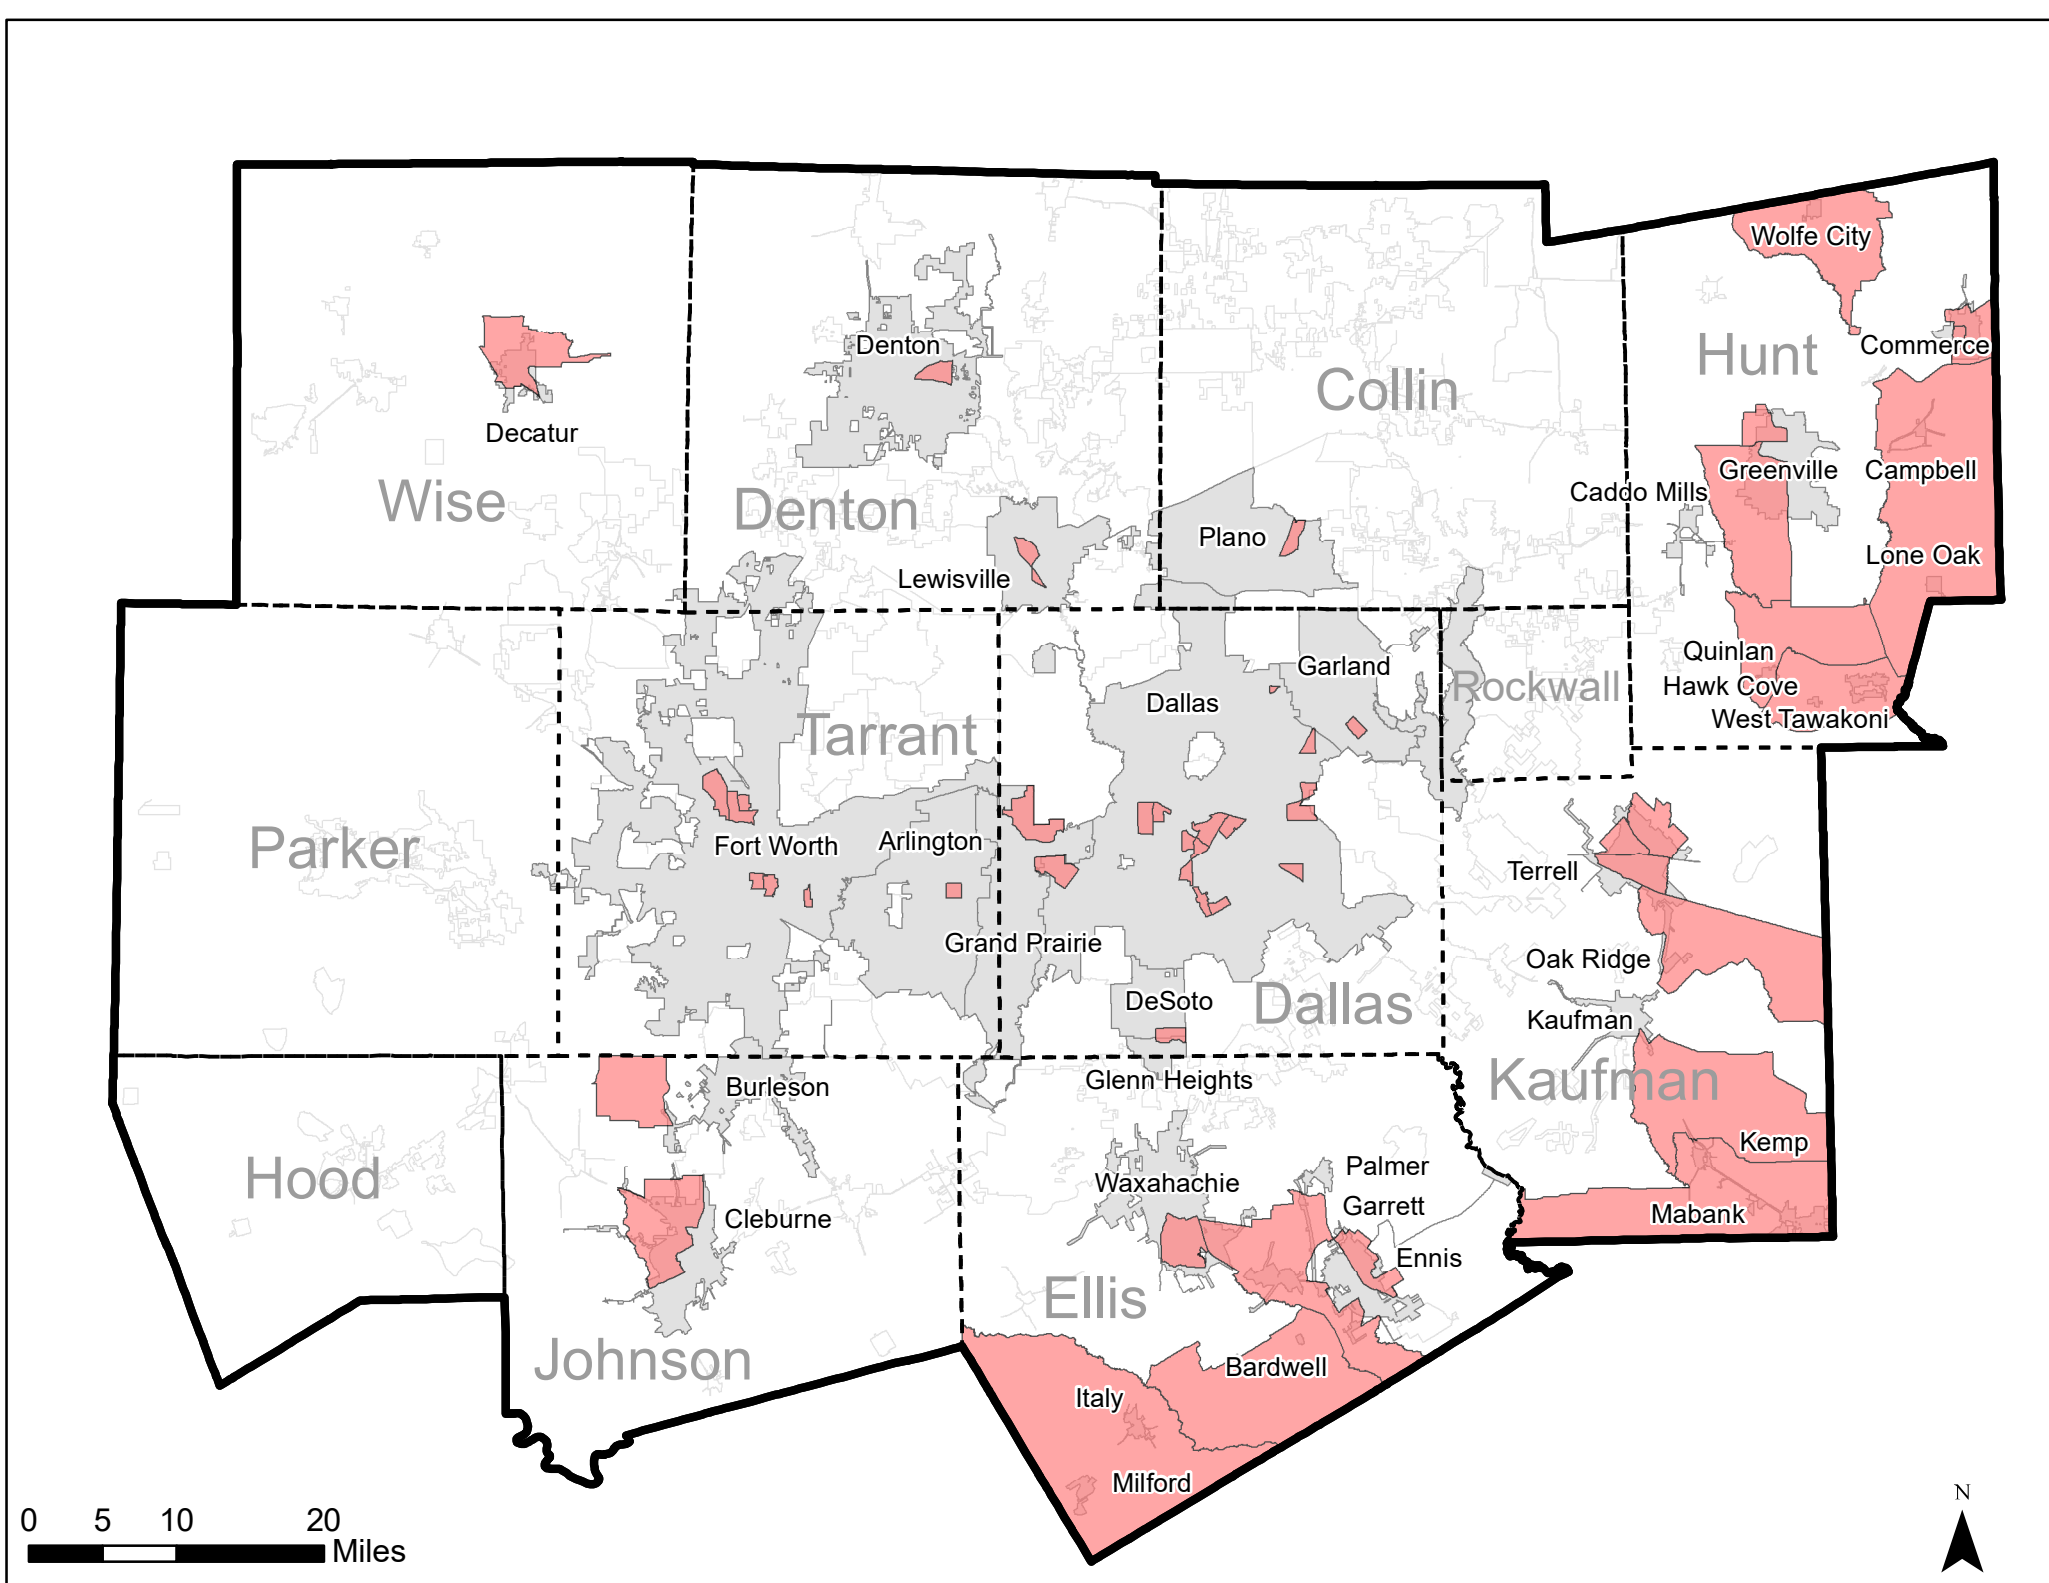 Wolfe City
Denton
Commerce
Hunt
Collin
Decatur
Greenville
Campbell
Caddo Mills
Wise
Denton
Plano
Lone Oak
Lewisville
Quinlan
Garland
Hawk Cove
Rockwall
Dallas
West Tawakoni
Tarrant
Fort Worth
Arlington
Parker
Terrell
Grand Prairie
Oak Ridge
DeSoto
Dallas
Kaufman
Glenn Heights
Kaufman
Burleson
Kemp
Palmer
Hood
Waxahachie
Garrett
Mabank
Cleburne
Ennis
Ellis
Johnson
Bardwell
Italy
Milford
N
0 5 10 20
Miles